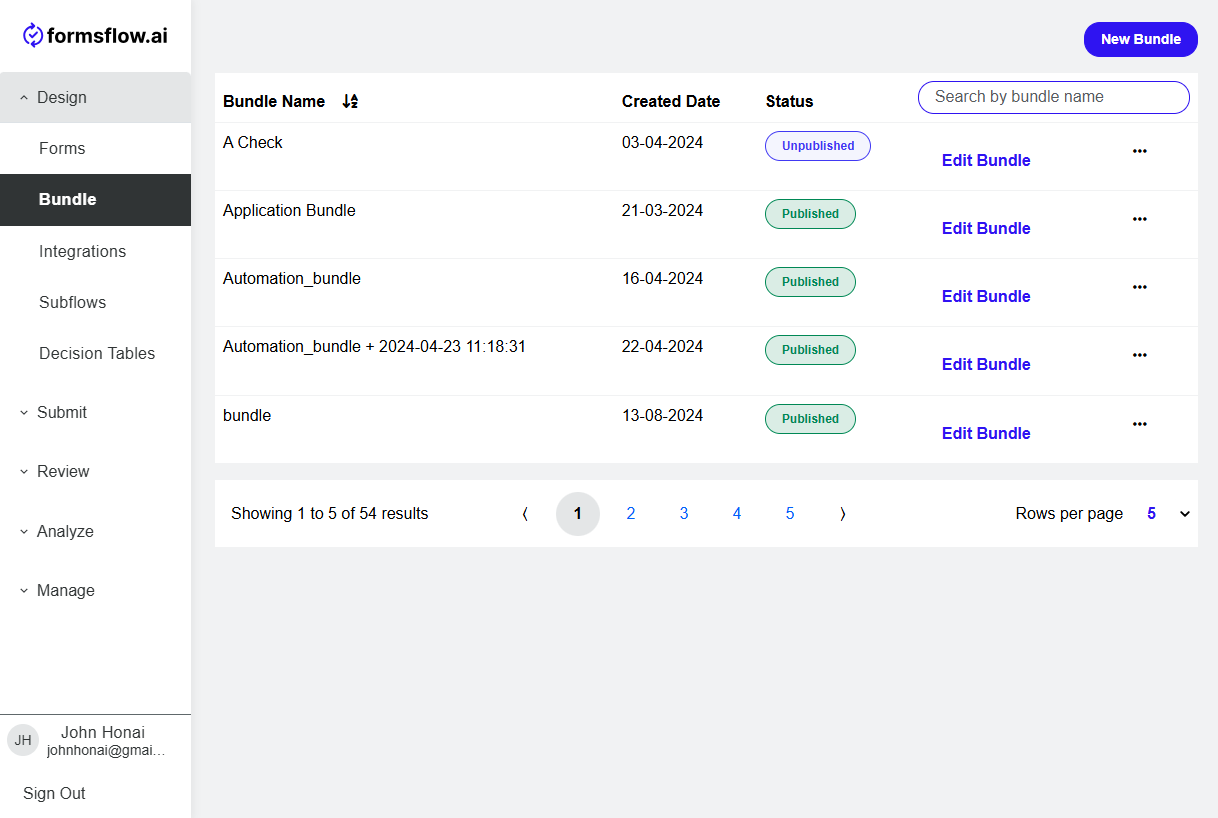 formsflow.ai
New Bundle
Design
Forms
Bundle
Integrations
Subflows
Decision Tables
Submit
Review
Analyze
Manage
JH
John Honai
johnhonai@gmai...
Sign Out
Bundle Name Created Date Status Search by bundle name
A Check 03-04-2024 Unpublished Edit Bundle ...
Application Bundle 21-03-2024 Published Edit Bundle ...
Automation_bundle 16-04-2024 Published Edit Bundle ...
Automation_bundle + 2024-04-23 11:18:31 22-04-2024 Published Edit Bundle ...
bundle 13-08-2024 Published Edit Bundle ...
Showing 1 to 5 of 54 results ⟨ 1 2 3 4 5 ⟩ Rows per page 5